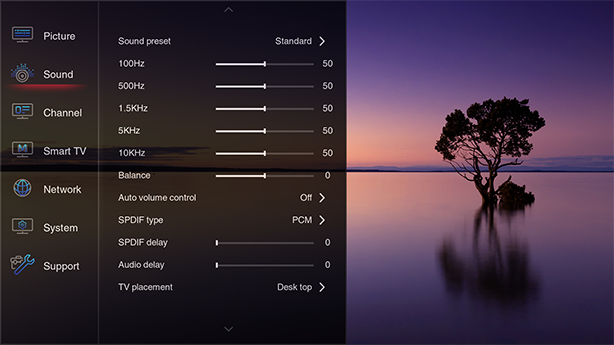 Picture
Sound
Channel
Smart TV
Network
System
Support
Sound preset Standard
100Hz 50
500Hz 50
1.5KHz 50
5KHz 50
10KHz 50
Balance 0
Auto volume control Off
SPDIF type PCM
SPDIF delay 0
Audio delay 0
TV placement Desk top